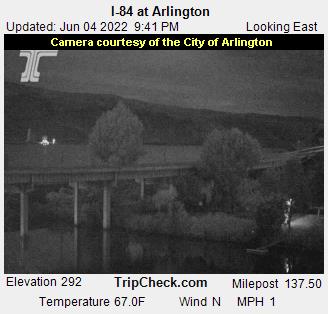 I-84 at Arlington
Updated: Jun 04 2022 9:41 PM Looking East
Camera courtesy of the City of Arlington
Elevation 292 TripCheck.com Milepost 137.50
Temperature 67.0F Wind N MPH 1